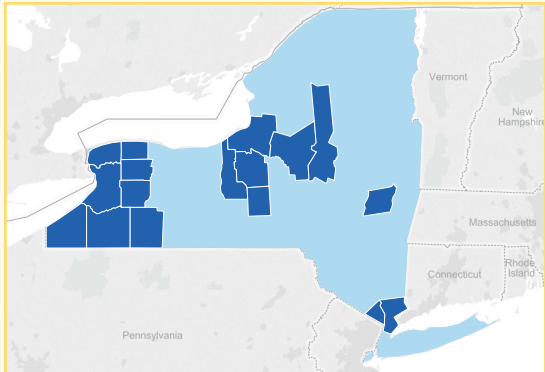 Vermont
New
Hampshire
Massachusetts
Connecticut
Rhode
Island
Pennsylvania